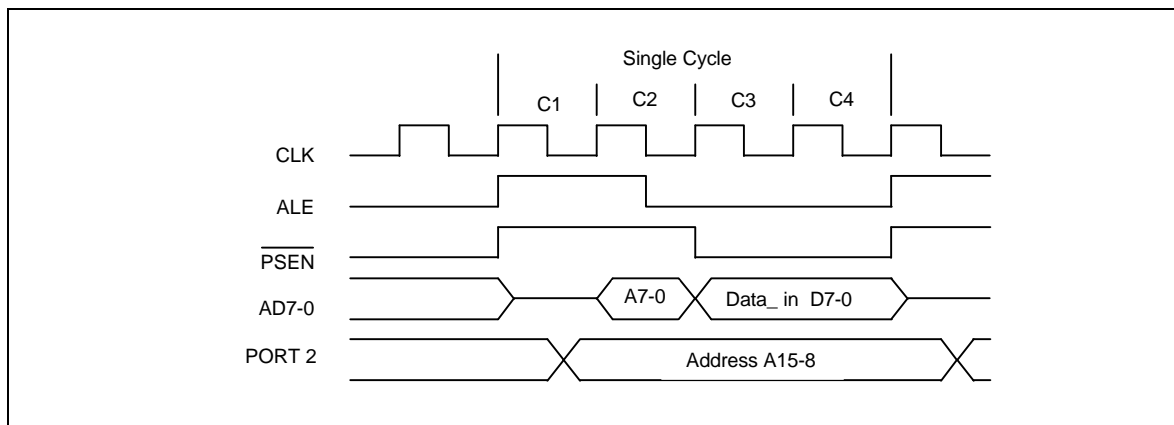 Single Cycle
C1 C2 C3 C4
CLK
ALE
PSEN
AD7-0 A7-0 Data_ in D7-0
PORT 2 Address A15-8